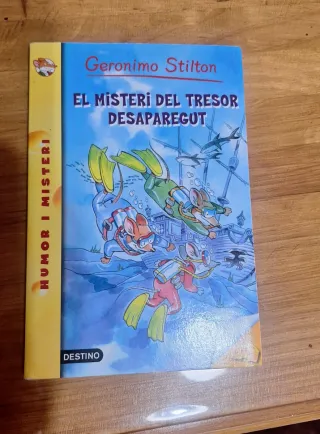 Geronimo Stilton
EL MISTERI DEL TRESOR
DESAPAREGUT
HUMOR I MISTERI
DESTINO